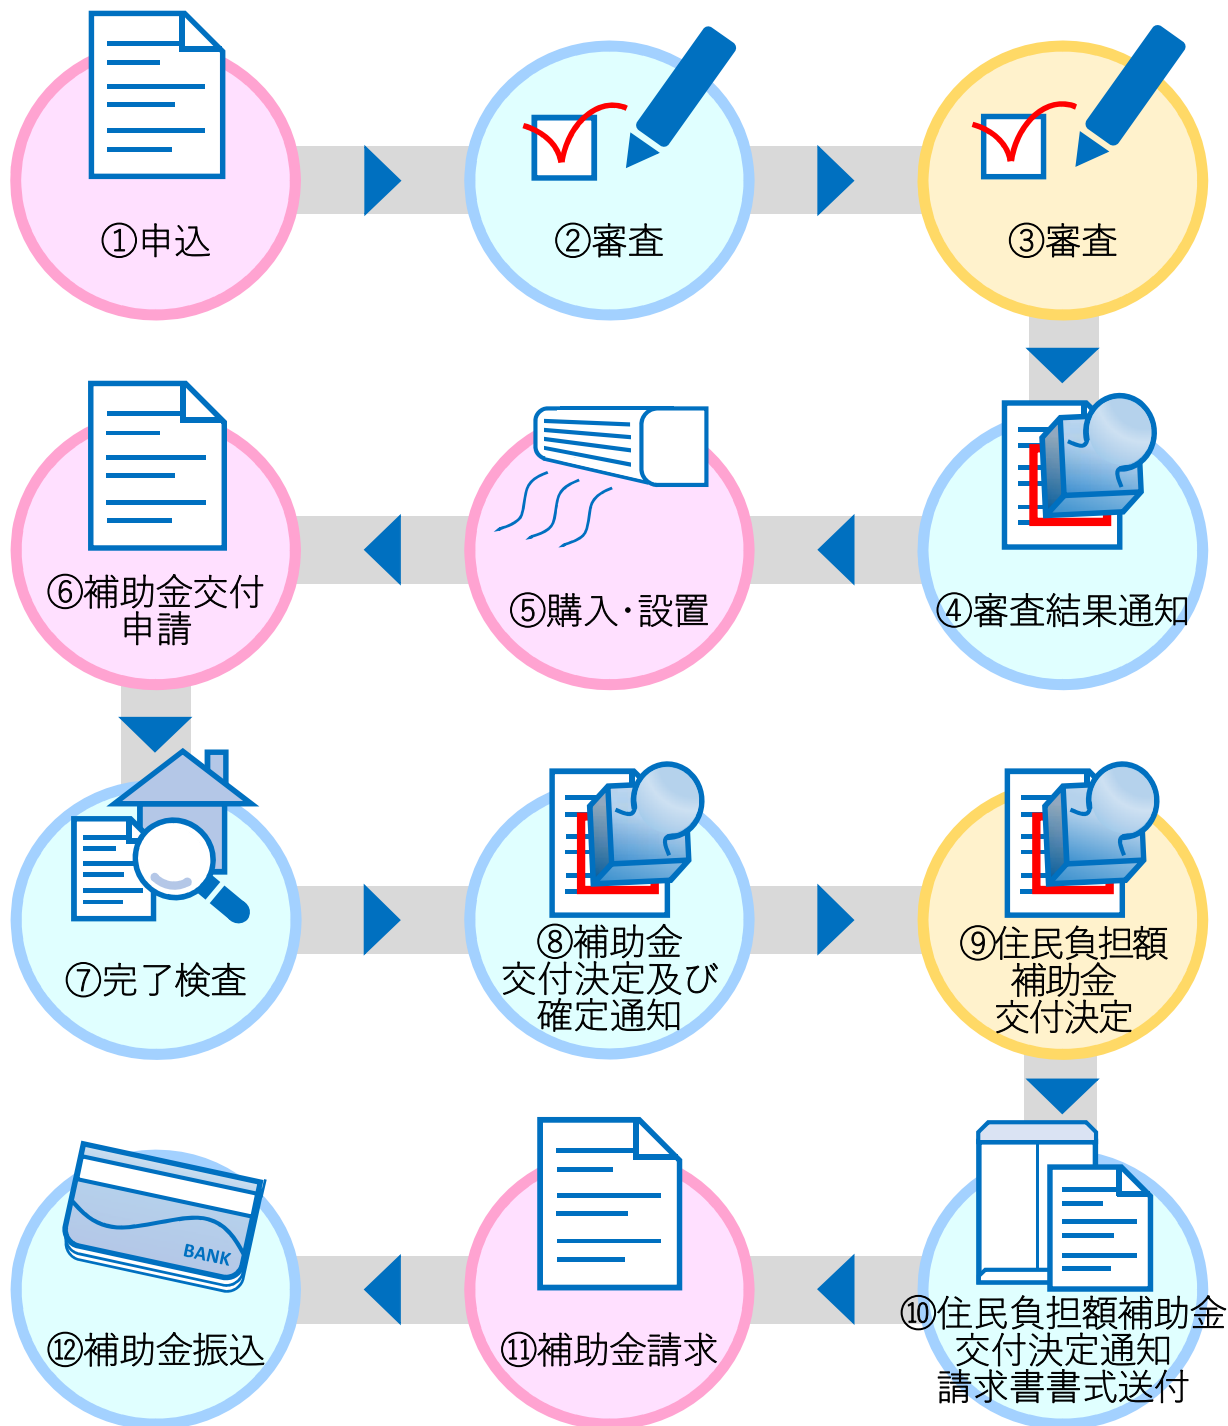 ①申込
②審査
③審査
④審査結果通知
⑤購入・設置
⑥補助金交付
申請
⑦完了検査
⑧補助金
交付決定及び
確定通知
⑨住民負担額
補助金
交付決定
⑩住民負担額補助金
交付決定通知
請求書書式送付
⑪補助金請求
⑫補助金振込
BANK